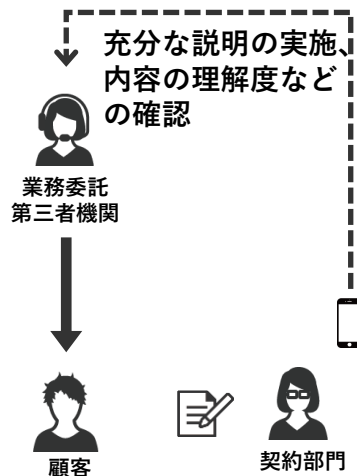 充分な説明の実施、
内容の理解度など
の確認
業務委託
第三者機関
顧客
契約部門